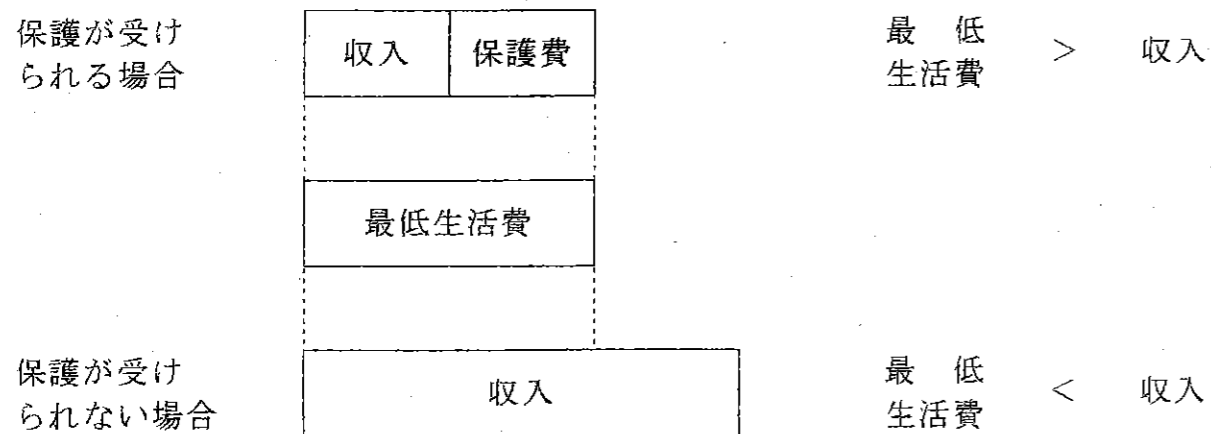 保護が受け
られる場合
収入
保護費
最低
生活費
>
収入
最低生活費
保護が受け
られない場合
収入
最低
生活費
<
収入